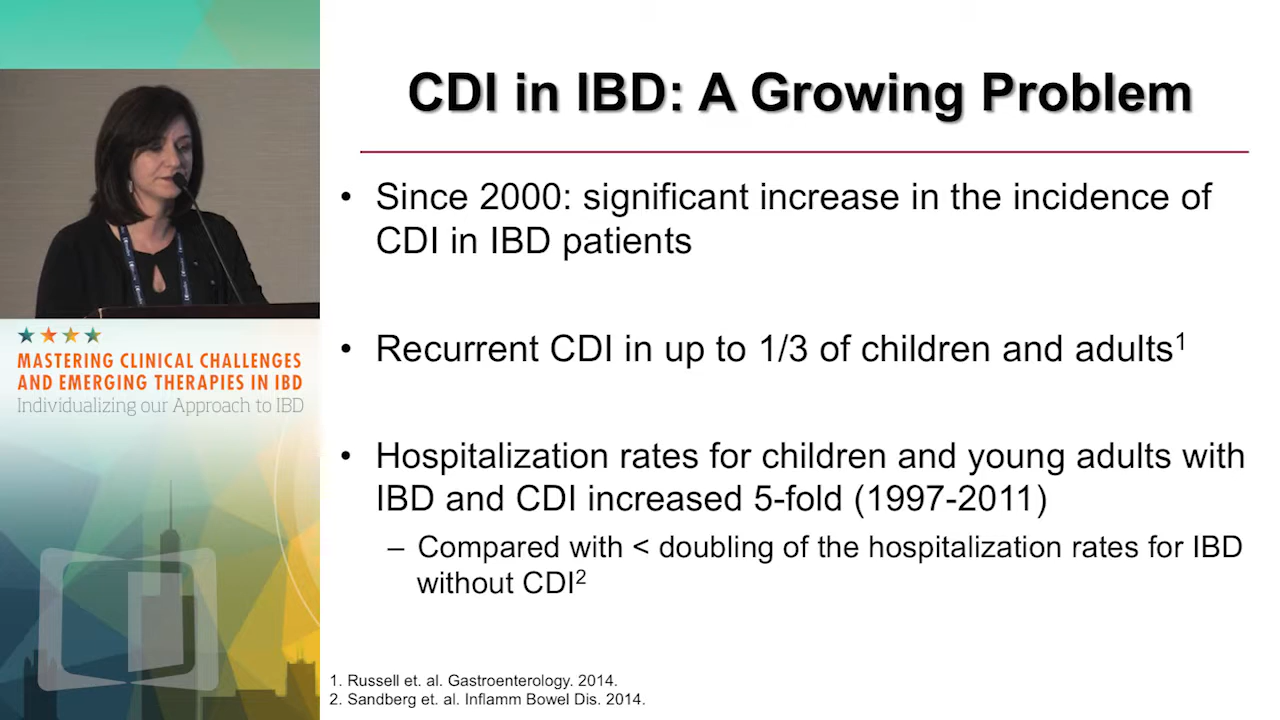 CDI in IBD: A Growing Problem
• Since 2000: significant increase in the incidence of
CDI in IBD patients
• Recurrent CDI in up to 1/3 of children and adults¹
• Hospitalization rates for children and young adults with
IBD and CDI increased 5-fold (1997-2011)
– Compared with < doubling of the hospitalization rates for IBD
without CDI²
1. Russell et. al. Gastroenterology. 2014.
2. Sandberg et. al. Inflamm Bowel Dis. 2014.
MASTERING CLINICAL CHALLENGES
AND EMERGING THERAPIES IN IBD
Individualizing our Approach to IBD